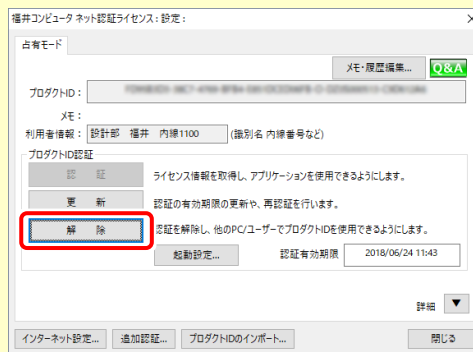 福井コンピュータ ネット認証ライセンス : 設定 :
占有モード
メモ・履歴編集... Q&A
プロダクトID :
メモ :
利用者情報 : 設計部 福井 内線1100 (識別名 内線番号など)
プロダクトID認証
認 証 ライセンス情報を取得し、アプリケーションを使用できるようにします。
更 新 認証の有効期限の更新や、再認証を行います。
解 除 認証を解除し、他のPC/ユーザーでプロダクトIDを使用できるようにします。
起動設定... 認証有効期限 2018/06/24 11:43
詳細 ▼
インターネット設定... 追加認証... プロダクトIDのインポート... 閉じる